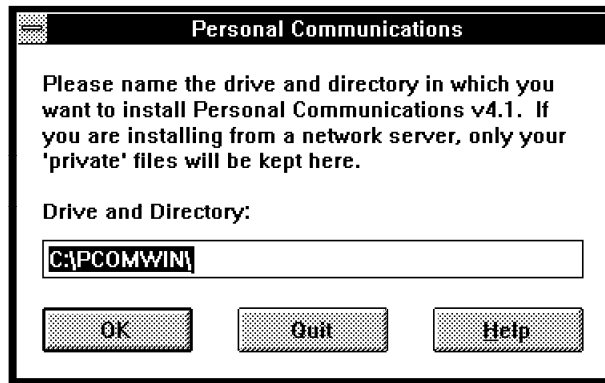 Personal Communications
Please name the drive and directory in which you
want to install Personal Communications v4.1. If
you are installing from a network server, only your
'private' files will be kept here.
Drive and Directory:
C:\PCOMWIN\
OK Quit Help